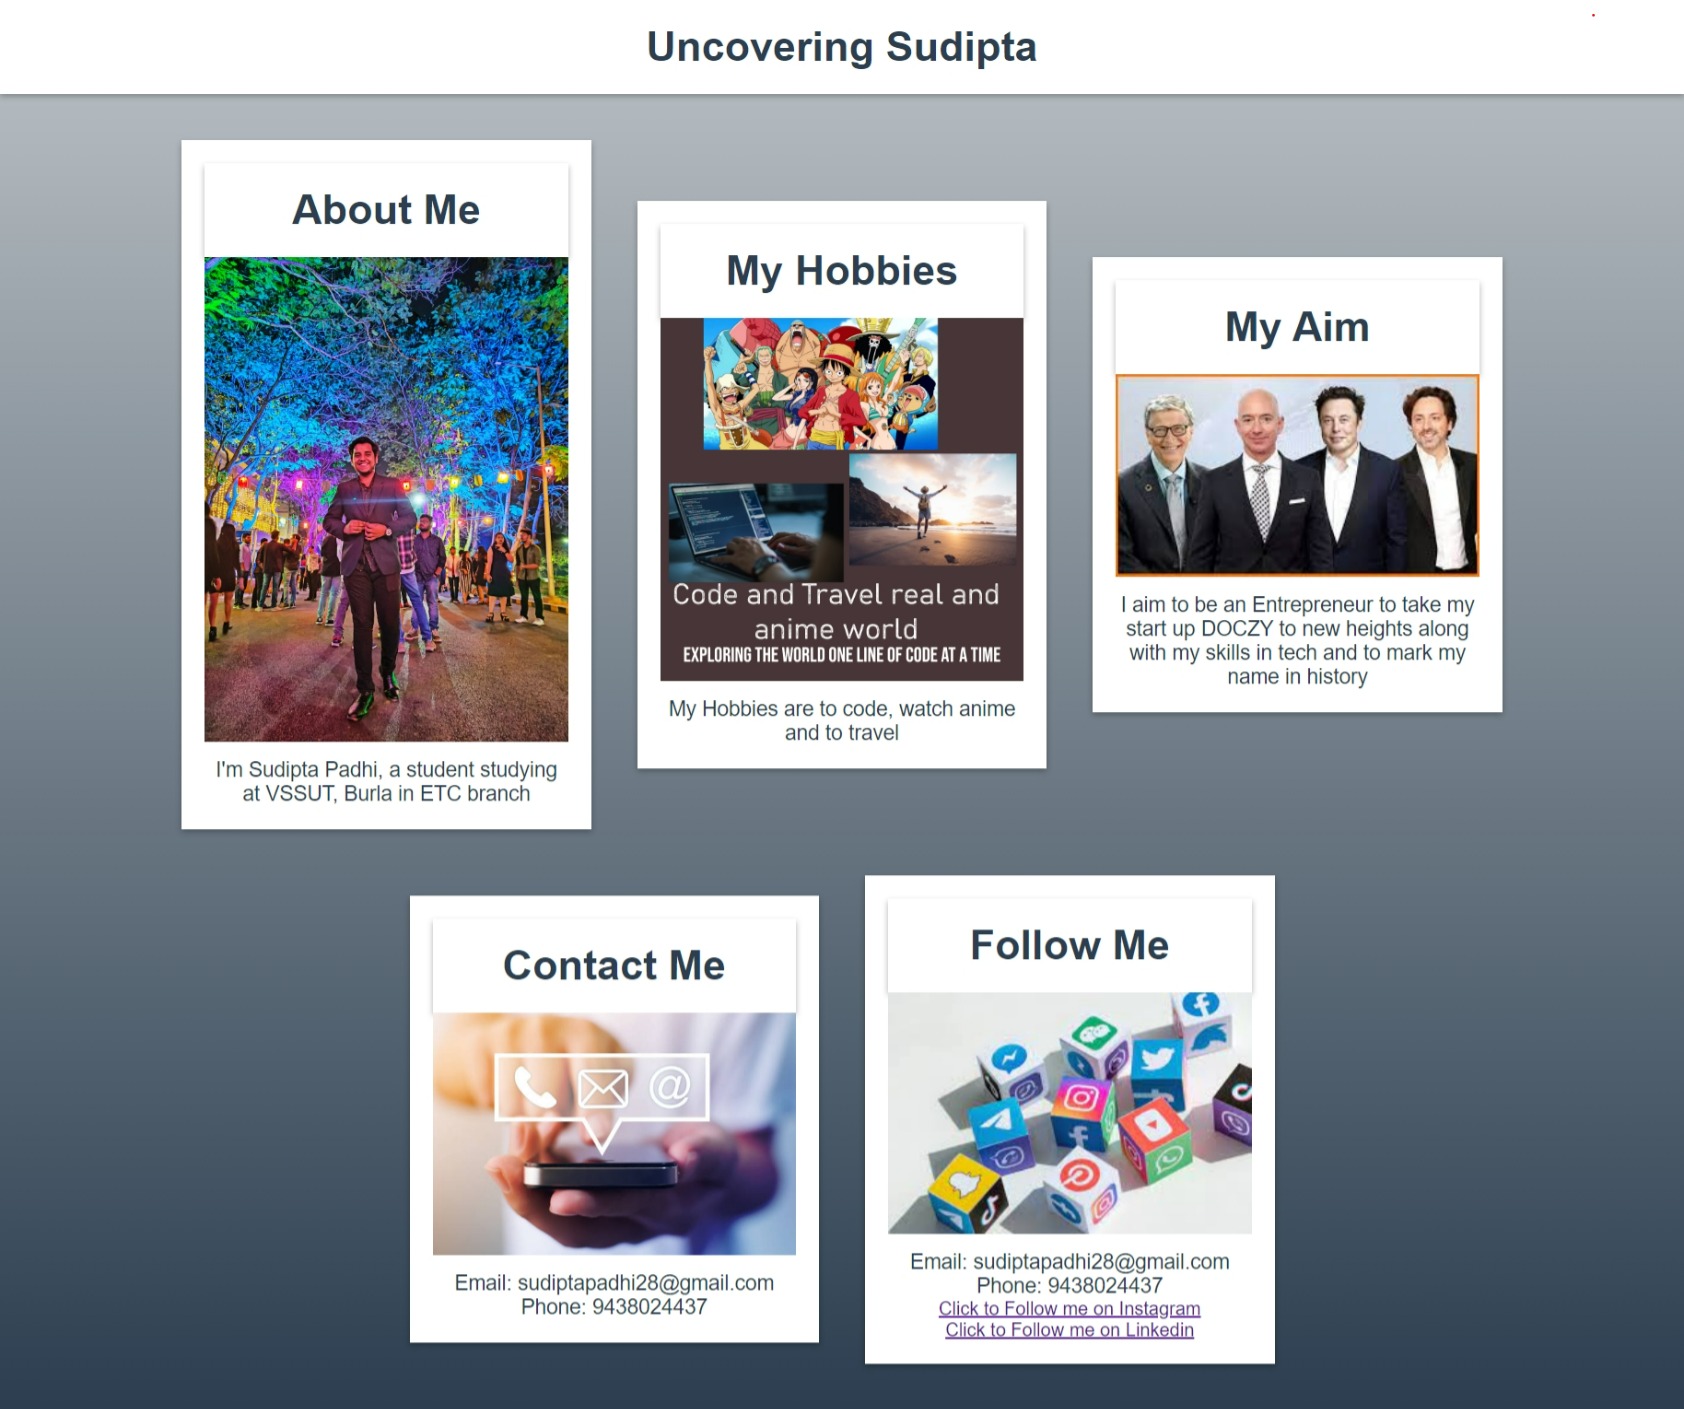 Uncovering Sudipta
About Me
I'm Sudipta Padhi, a student studying
at VSSUT, Burla in ETC branch
My Hobbies
Code and Travel real and
anime world
EXPLORING THE WORLD ONE LINE OF CODE AT A TIME
My Hobbies are to code, watch anime
and to travel
My Aim
I aim to be an Entrepreneur to take my
start up DOCZY to new heights along
with my skills in tech and to mark my
name in history
Contact Me
@
Email: sudiptapadhi28@gmail.com
Phone: 9438024437
Follow Me
Email: sudiptapadhi28@gmail.com
Phone: 9438024437
Click to Follow me on Instagram
Click to Follow me on Linkedin